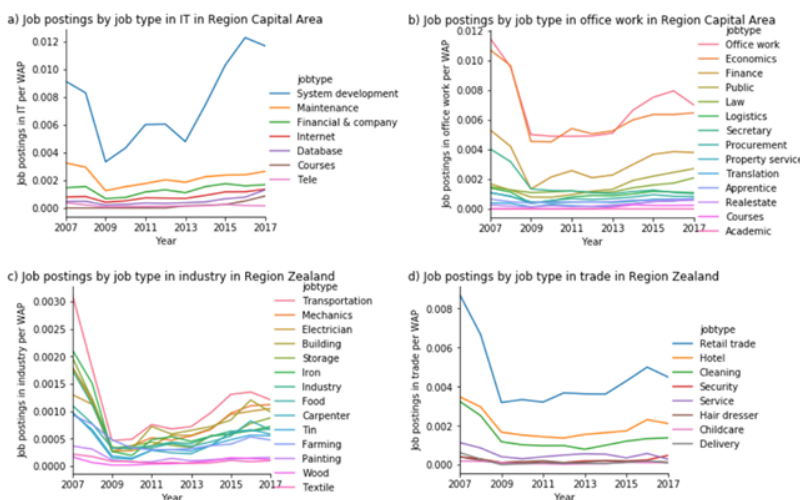 a) Job postings by job type in IT in Region Capital Area
Job postings in IT per WAP
0.012
0.010
0.008
0.006
0.004
0.002
0.000
2007 2009 2011 2013 2015 2017
Year
jobtype
System development
Maintenance
Financial & company
Internet
Database
Courses
Tele
b) Job postings by job type in office work in Region Capital Area
Job postings in office work per WAP
0.012
0.010
0.008
0.006
0.004
0.002
0.000
2007 2009 2011 2013 2015 2017
Year
jobtype
Office work
Economics
Finance
Public
Law
Logistics
Secretary
Procurement
Property service
Translation
Apprentice
Realestate
Courses
Academic
c) Job postings by job type in industry in Region Zealand
Job postings in industry per WAP
0.0030
0.0025
0.0020
0.0015
0.0010
0.0005
0.0000
2007 2009 2011 2013 2015 2017
Year
jobtype
Transportation
Mechanics
Electrician
Building
Storage
Iron
Industry
Food
Carpenter
Tin
Farming
Painting
Wood
Textile
d) Job postings by job type in trade in Region Zealand
Job postings in trade per WAP
0.008
0.006
0.004
0.002
0.000
2007 2009 2011 2013 2015 2017
Year
jobtype
Retail trade
Hotel
Cleaning
Security
Service
Hair dresser
Childcare
Delivery